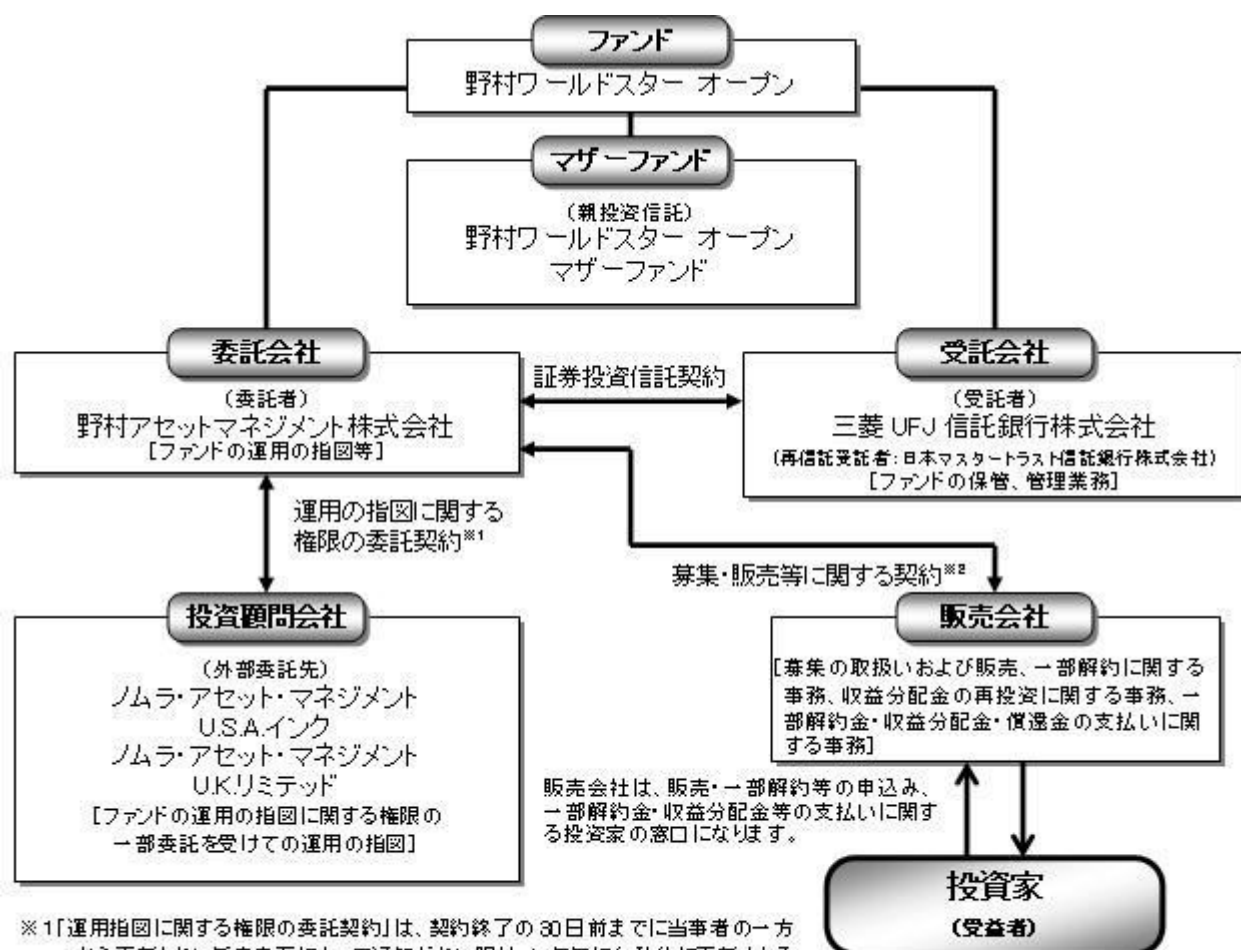 ファンド
野村ワールドスター オープン
マザーファンド
(親投資信託)
野村ワールドスター オープン
マザーファンド
委託会社
(委託者)
野村アセットマネジメント株式会社
[ファンドの運用の指図等]
証券投資信託契約
受託会社
(受託者)
三菱UFJ信託銀行株式会社
(再信託受託者:日本マスタートラスト信託銀行株式会社)
[ファンドの保管、管理業務]
運用の指図に関する
権限の委託契約※1
募集・販売等に関する契約※2
投資顧問会社
(外部委託先)
ノムラ・アセット・マネジメント
U.S.A.インク
ノムラ・アセット・マネジメント
U.K.リミテッド
[ファンドの運用の指図に関する権限の
一部委託を受けての運用の指図]
販売会社
[募集の取扱いおよび販売、一部解約に関する
事務、収益分配金の再投資に関する事務、一
部解約金・収益分配金・償還金の支払いに関
する事務]
販売会社は、販売・一部解約等の申込み、
一部解約金・収益分配金等の支払いに関す
る投資家の窓口になります。
投資家
(受益者)
※1「運用指図に関する権限の委託契約」は、契約終了の30日前までに当事者の一方